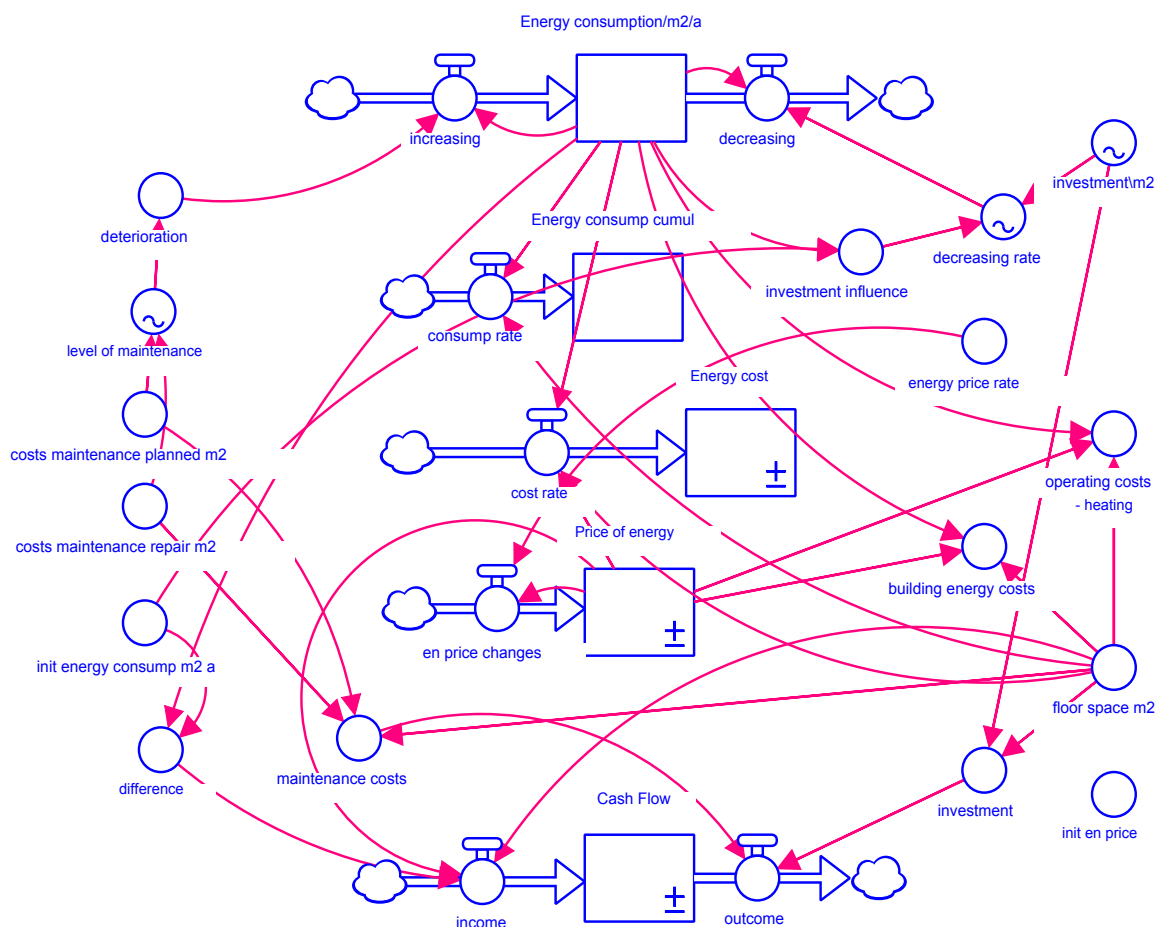 Energy consumption/m2/a
increasing
decreasing
investment\m2
deterioration
Energy consump cumul
decreasing rate
investment influence
level of maintenance
consump rate
energy price rate
Energy cost
costs maintenance planned m2
operating costs
- heating
cost rate
costs maintenance repair m2
Price of energy
building energy costs
en price changes
init energy consump m2 a
floor space m2
difference
maintenance costs
Cash Flow
investment
init en price
income
outcome